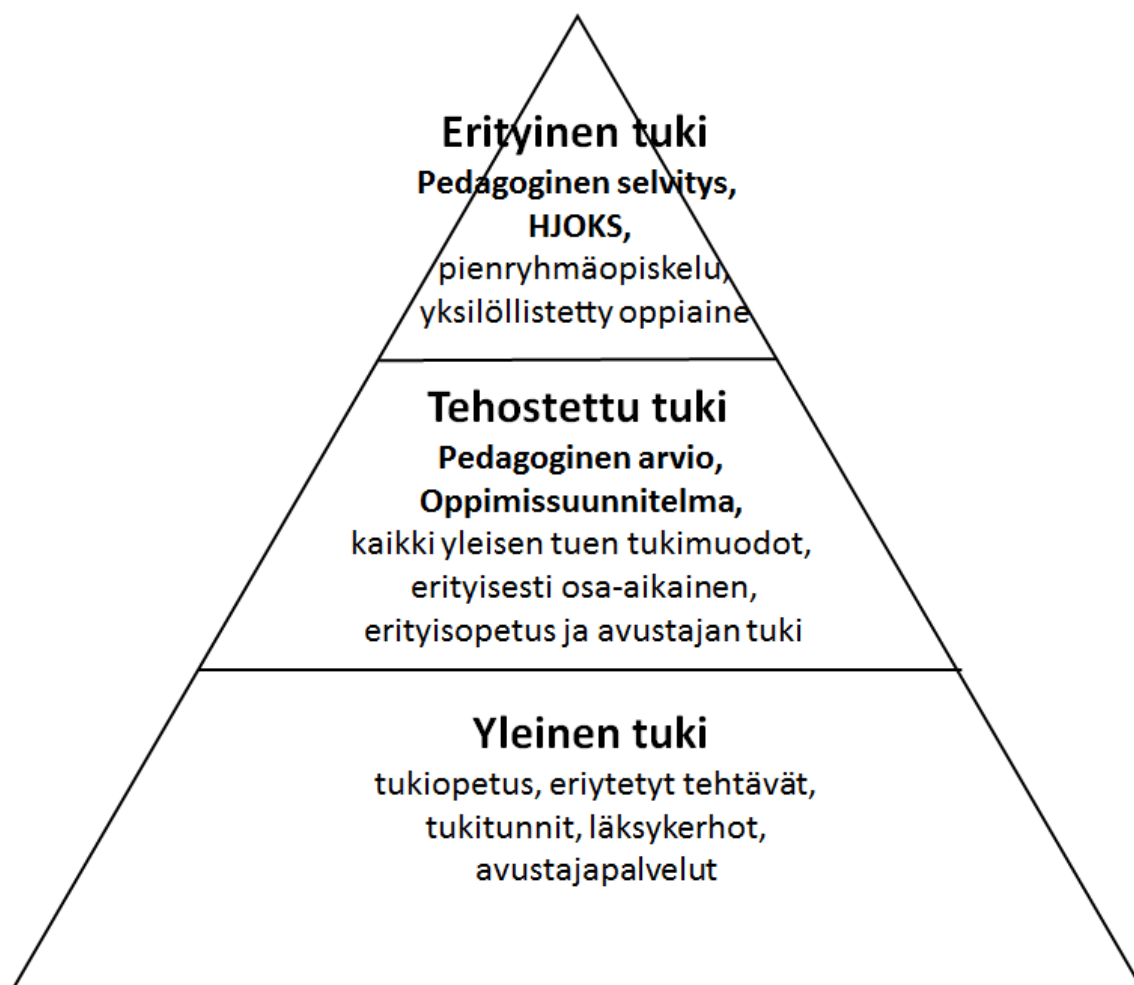 Erityinen tuki
Pedagoginen selvitys,
HJOKS,
pienryhmäopiskelu,
yksilöllistetty oppiaine
Tehostettu tuki
Pedagoginen arvio,
Oppimissuunnitelma,
kaikki yleisen tuen tukimuodot,
erityisesti osa-aikainen,
erityisopetus ja avustajan tuki
Yleinen tuki
tukiopetus, eriytetyt tehtävät,
tukitunnit, läksykerhot,
avustajapalvelut